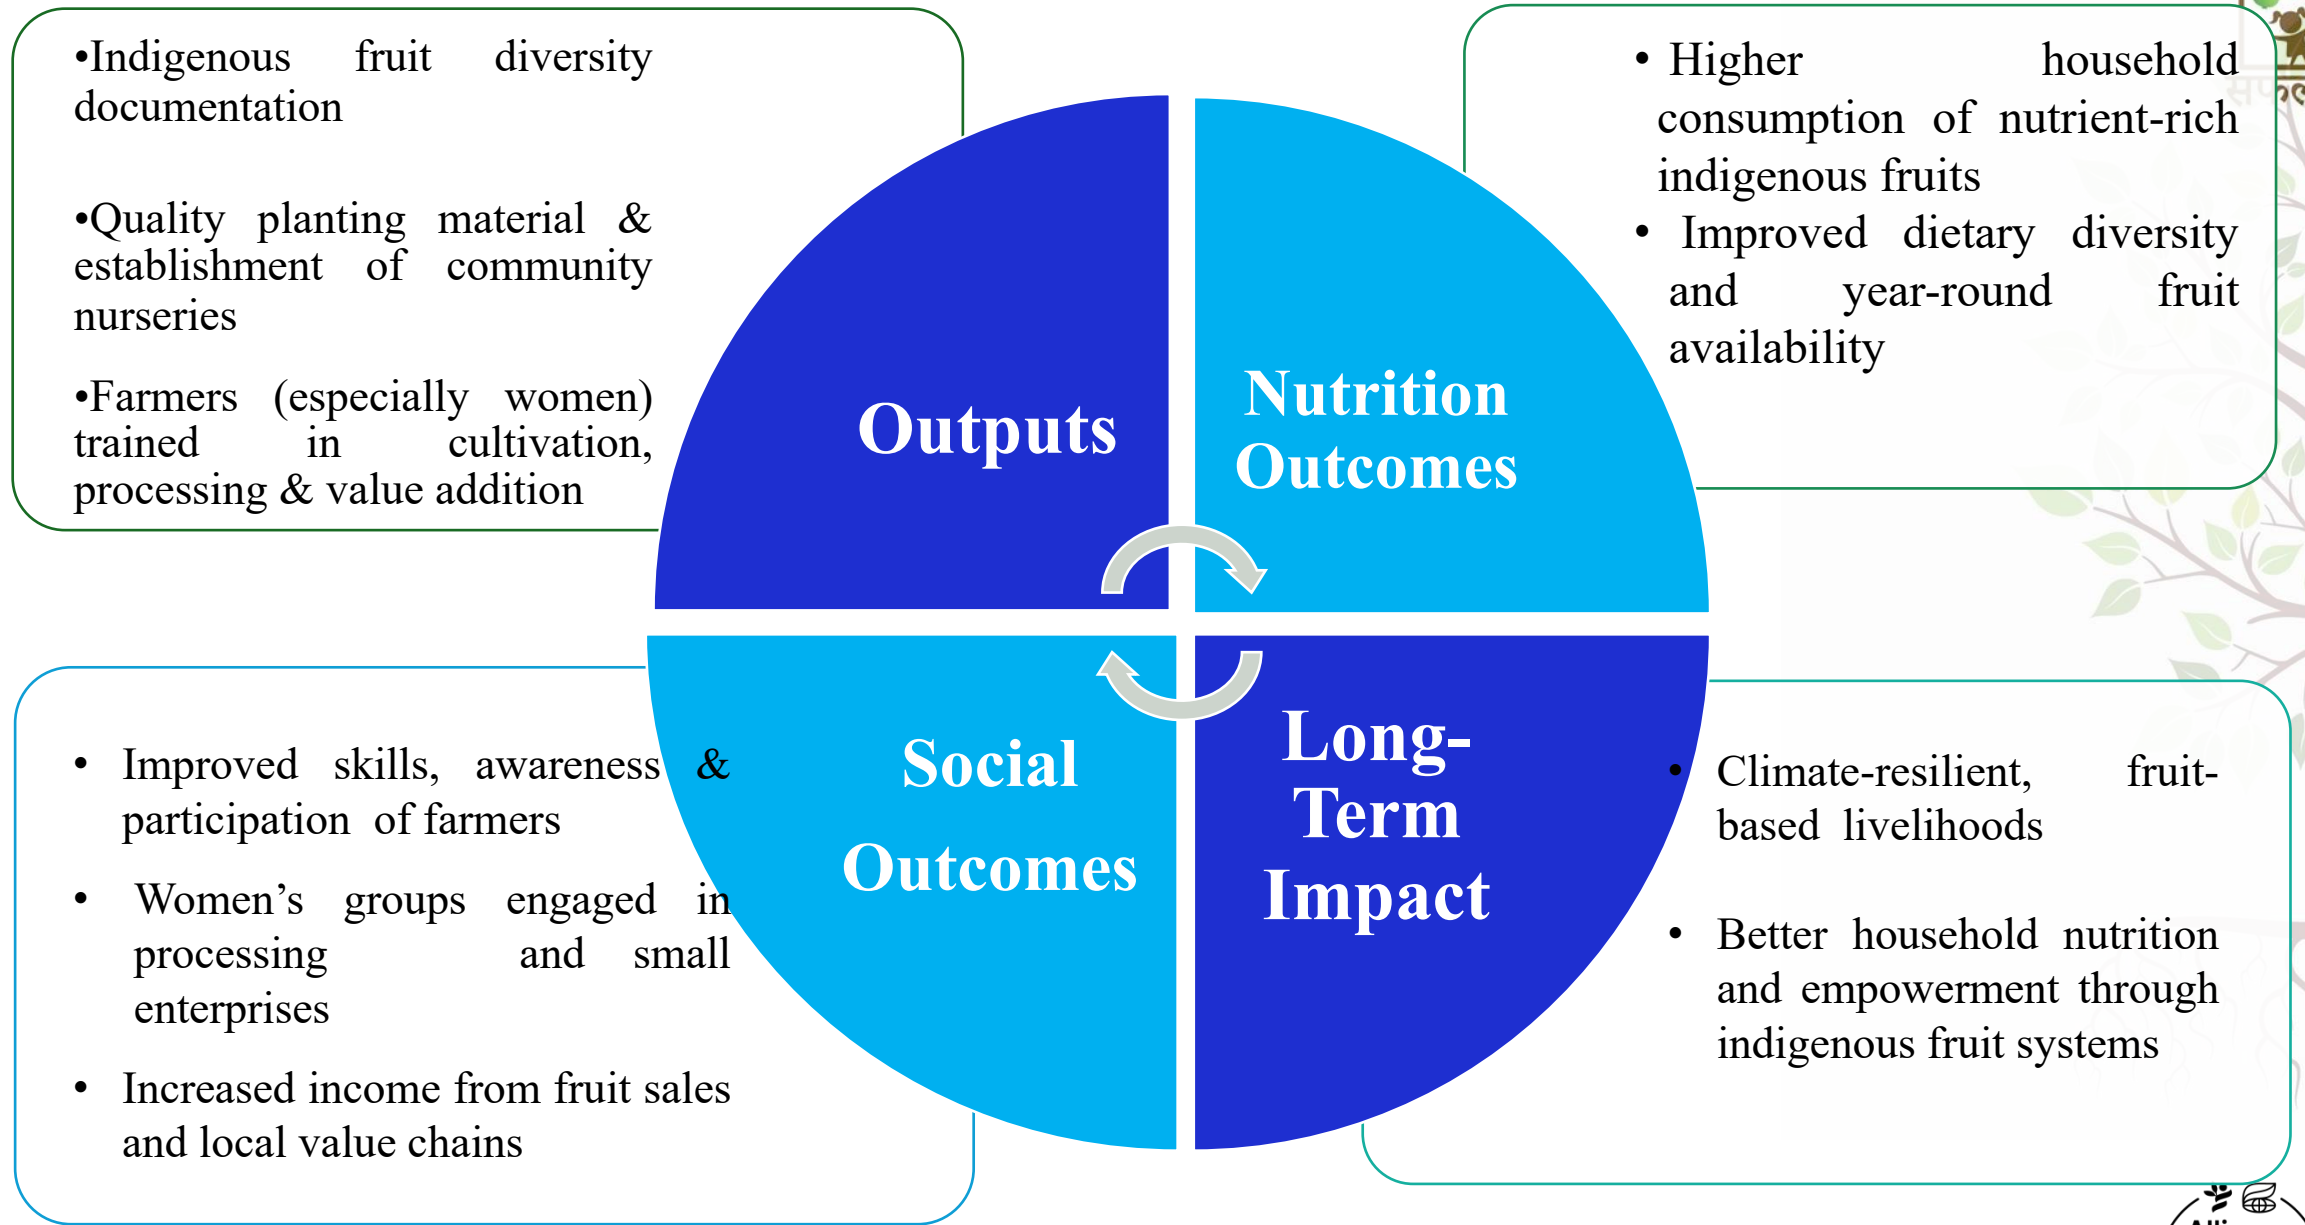 •Indigenous fruit diversity
documentation
•Quality planting material &
establishment of community
nurseries
•Farmers (especially women)
trained in cultivation,
processing & value addition
Outputs
Nutrition
Outcomes
• Higher household
consumption of nutrient-rich
indigenous fruits
• Improved dietary diversity
and year-round fruit
availability
• Improved skills, awareness &
participation of farmers
• Women’s groups engaged in
processing and small
enterprises
• Increased income from fruit sales
and local value chains
Social
Outcomes
Long-
Term
Impact
• Climate-resilient, fruit-
based livelihoods
• Better household nutrition
and empowerment through
indigenous fruit systems